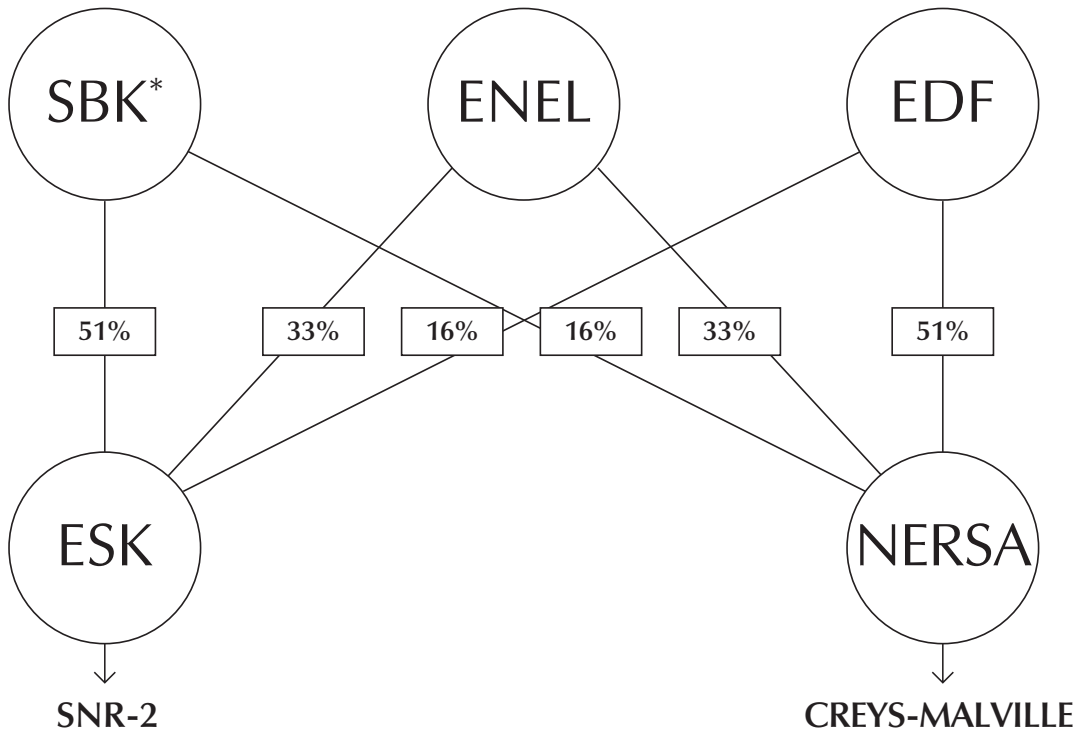 SBK*
ENEL
EDF
51%
33%
16%
16%
33%
51%
ESK
NERSA
SNR-2
CREYS-MALVILLE